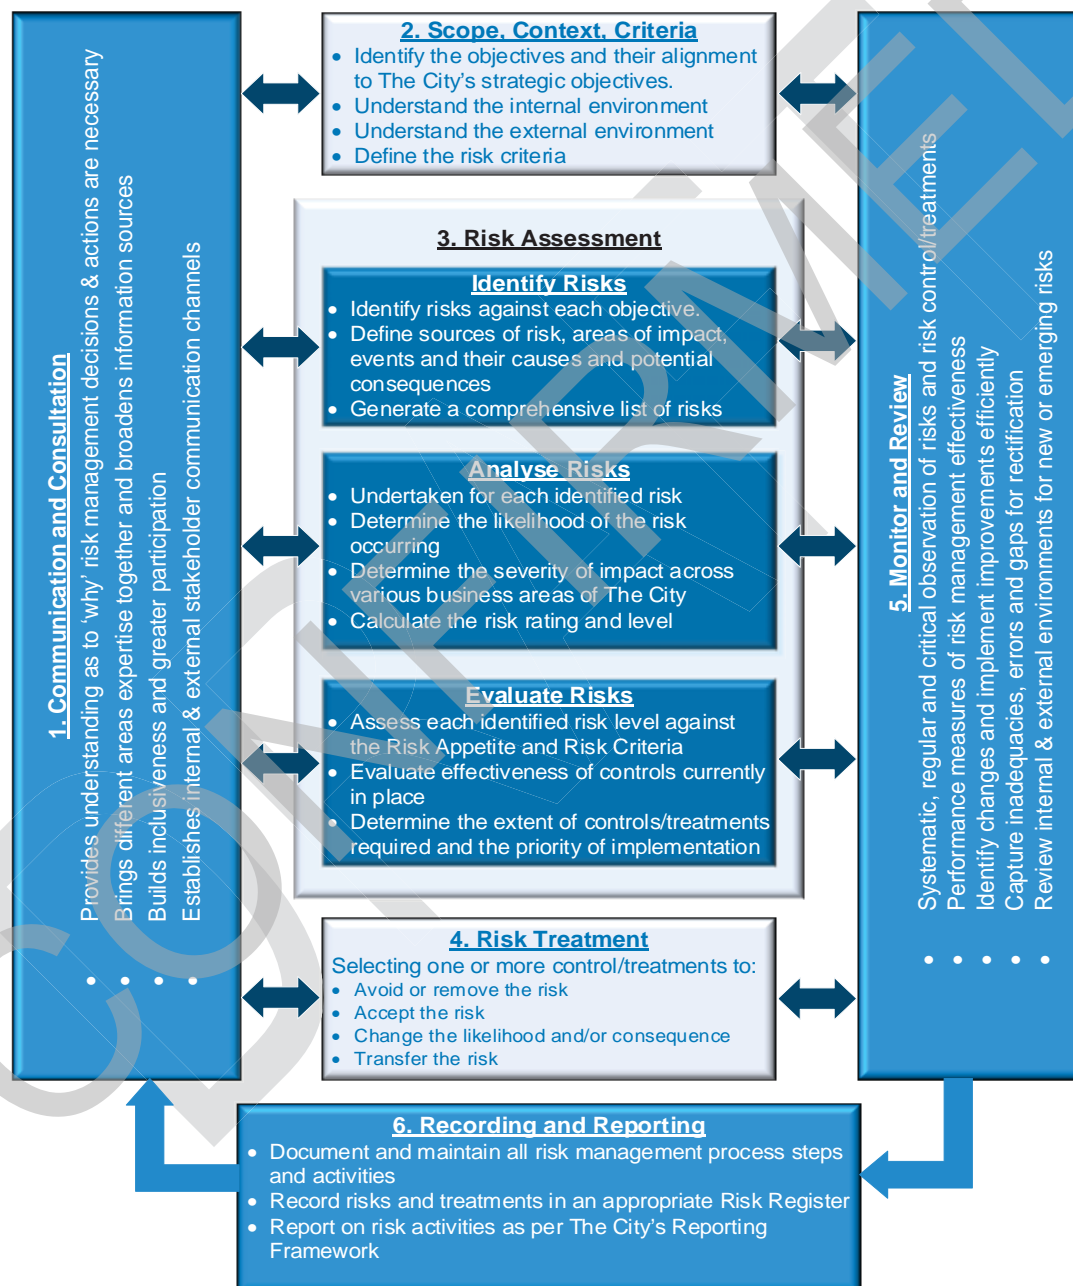 1. Communication and Consultation
• Provides understanding as to ‘why’ risk management decisions & actions are necessary
• Brings different areas expertise together and broadens information sources
• Builds inclusiveness and greater participation
• Establishes internal & external stakeholder communication channels
2. Scope, Context, Criteria
• Identify the objectives and their alignment
to The City’s strategic objectives.
• Understand the internal environment
• Understand the external environment
• Define the risk criteria
3. Risk Assessment
Identify Risks
• Identify risks against each objective.
• Define sources of risk, areas of impact,
events and their causes and potential
consequences
• Generate a comprehensive list of risks
Analyse Risks
• Undertaken for each identified risk
• Determine the likelihood of the risk
occurring
• Determine the severity of impact across
various business areas of The City
• Calculate the risk rating and level
Evaluate Risks
• Assess each identified risk level against
the Risk Appetite and Risk Criteria
• Evaluate effectiveness of controls currently
in place
• Determine the extent of controls/treatments
required and the priority of implementation
4. Risk Treatment
Selecting one or more control/treatments to:
• Avoid or remove the risk
• Accept the risk
• Change the likelihood and/or consequence
• Transfer the risk
5. Monitor and Review
• Systematic, regular and critical observation of risks and risk control/treatments
• Performance measures of risk management effectiveness
• Identify changes and implement improvements efficiently
• Capture inadequacies, errors and gaps for rectification
• Review internal & external environments for new or emerging risks
6. Recording and Reporting
• Document and maintain all risk management process steps
and activities
• Record risks and treatments in an appropriate Risk Register
• Report on risk activities as per The City’s Reporting
Framework
CONFIRMED